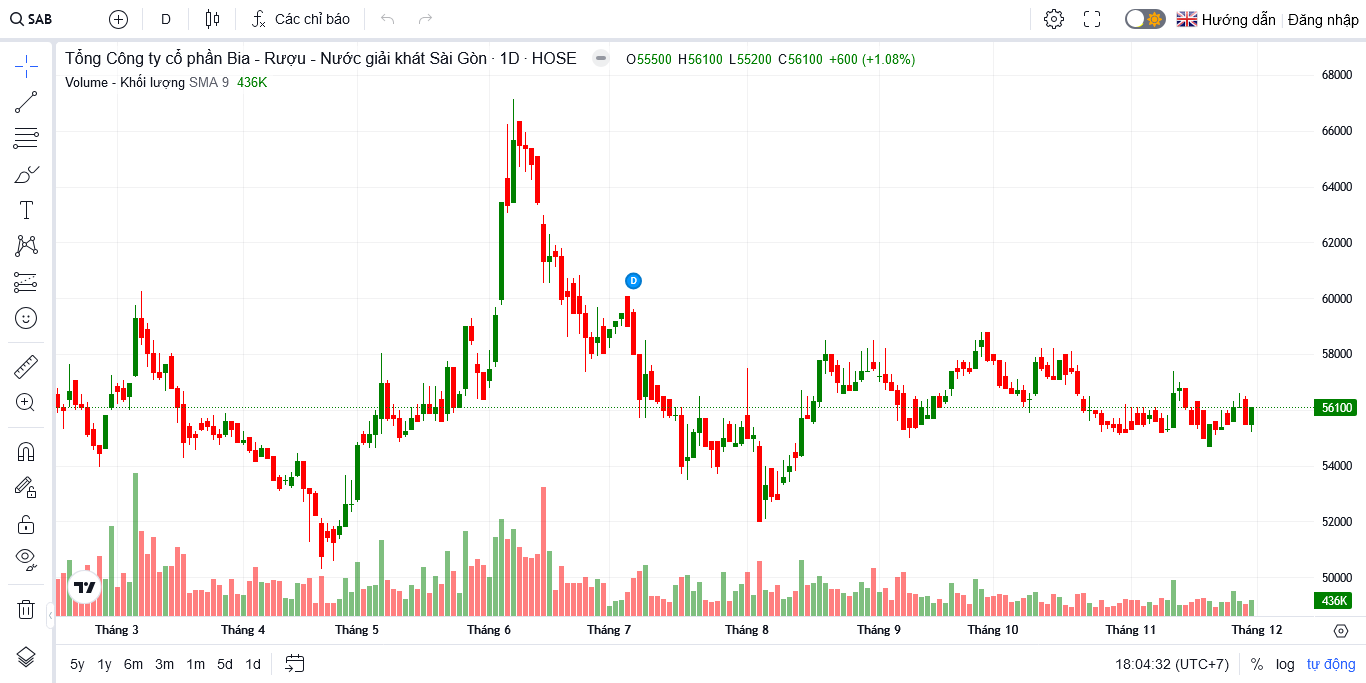 SAB D Các chỉ báo Hướng dẫn Đăng nhập
Tổng Công ty cổ phần Bia - Rượu - Nước giải khát Sài Gòn · 1D · HOSE O55500 H56100 L55200 C56100 +600 (+1.08%)
Volume - Khối lượng SMA 9 436K
68000
66000
64000
62000
60000
D
58000
56100
54000
52000
50000
436K
Tháng 3 Tháng 4 Tháng 5 Tháng 6 Tháng 7 Tháng 8 Tháng 9 Tháng 10 Tháng 11 Tháng 12
5y 1y 6m 3m 1m 5d 1d 18:04:32 (UTC+7) % log tự động